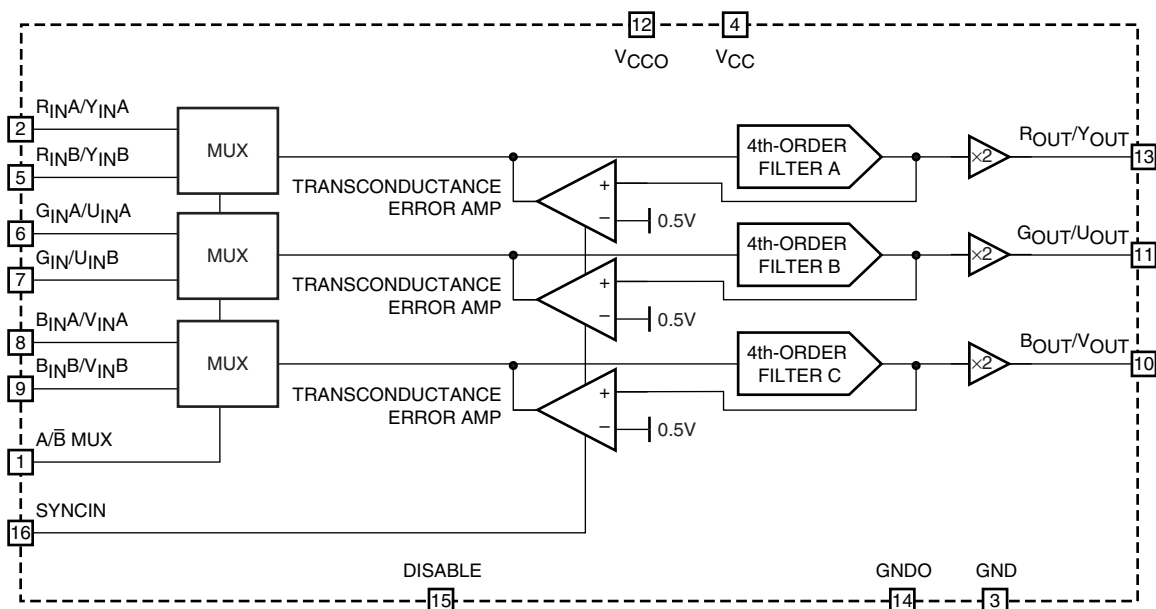 12 4
VCCO VCC
RINA/YINA
2
RINB/YINB
5
MUX
TRANSCONDUCTANCE
ERROR AMP
+
−
0.5V
4th-ORDER
FILTER A
×2
ROUT/YOUT
13
GINA/UINA
6
GIN/UINB
7
MUX
TRANSCONDUCTANCE
ERROR AMP
+
−
0.5V
4th-ORDER
FILTER B
×2
GOUT/UOUT
11
BINA/VINA
8
BINB/VINB
9
MUX
TRANSCONDUCTANCE
ERROR AMP
+
−
0.5V
4th-ORDER
FILTER C
×2
BOUT/VOUT
10
A/B̅ MUX
1
SYNCIN
16
DISABLE GNDO GND
15 14 3